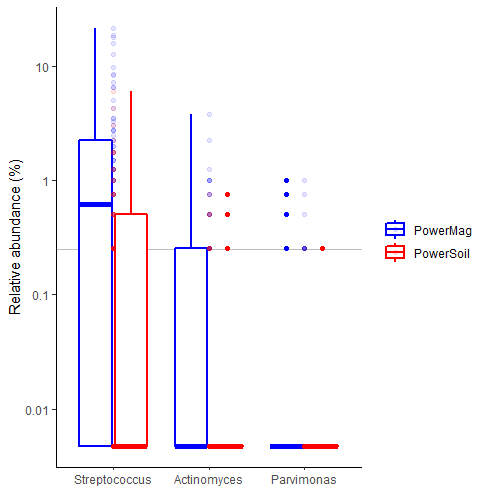 Relative abundance (%)
10
1
0.1
0.01
Streptococcus Actinomyces Parvimonas
PowerMag
PowerSoil